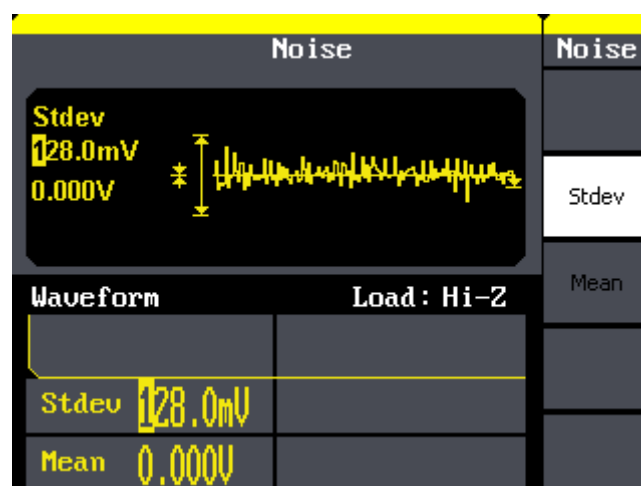 Noise
Noise
Stdev
128.0mV
0.000V
Stdev
Mean
Waveform Load: Hi-Z
Stdev 128.0mV
Mean 0.000V